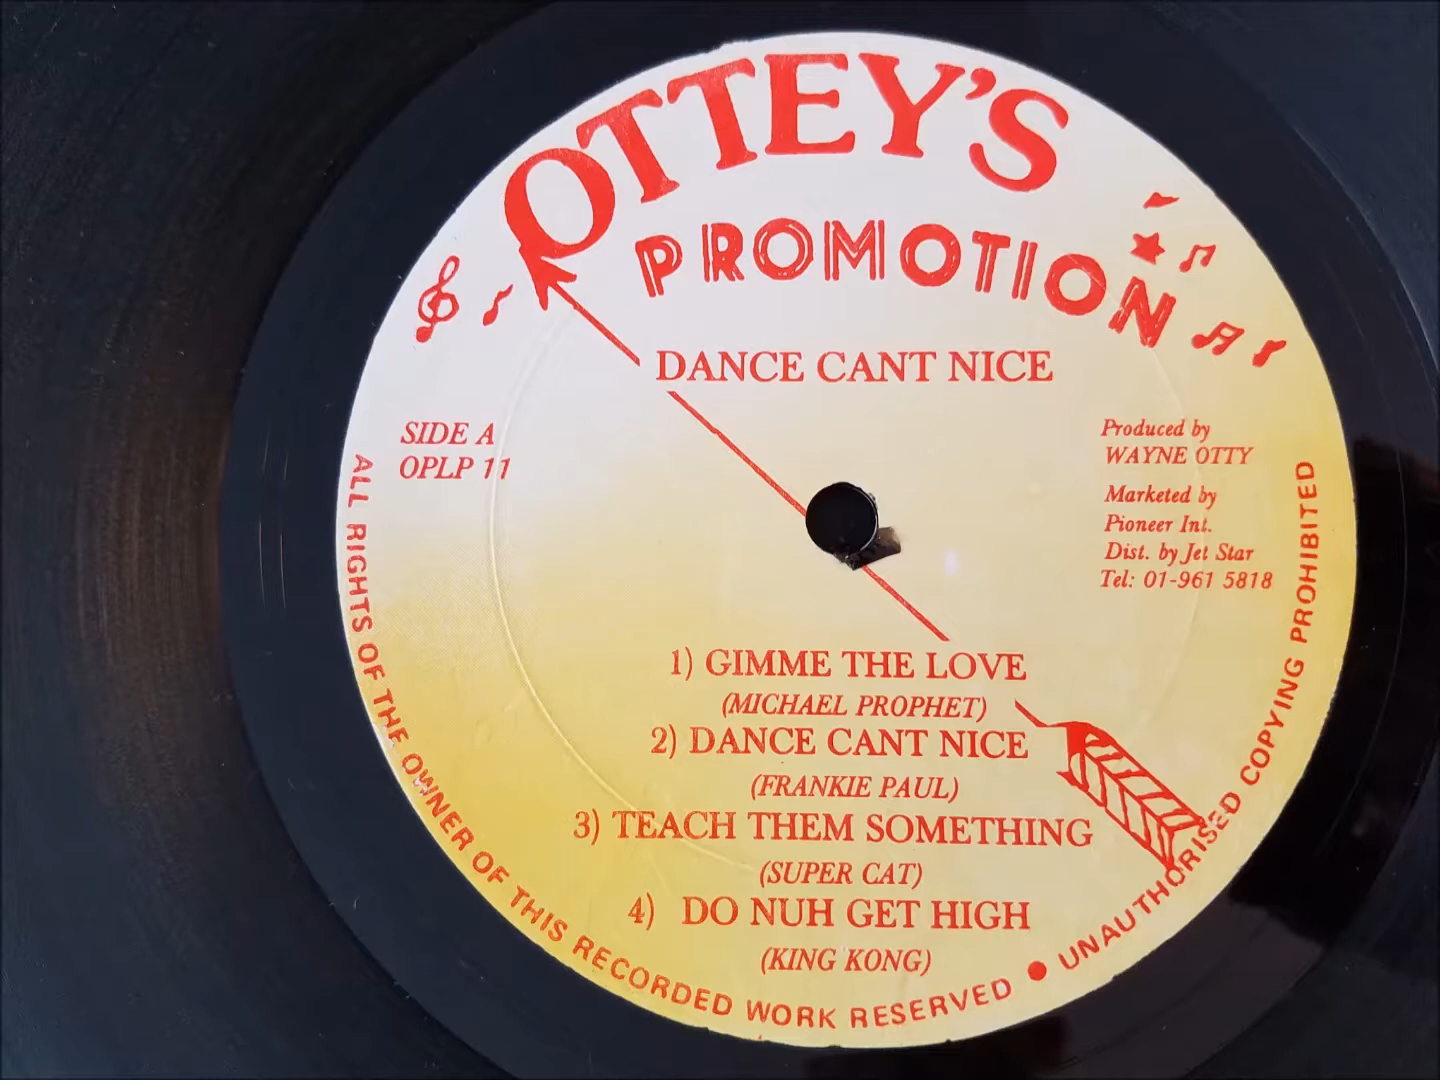 OTTEY'S
PROMOTION
DANCE CANT NICE
SIDE A
OPLP 11
Produced by
WAYNE OTTY
Marketed by
Pioneer Int.
Dist. by Jet Star
Tel: 01-961 5818
1) GIMME THE LOVE
(MICHAEL PROPHET)
2) DANCE CANT NICE
(FRANKIE PAUL)
3) TEACH THEM SOMETHING
(SUPER CAT)
4) DO NUH GET HIGH
(KING KONG)
ALL RIGHTS OF THE OWNER OF THIS RECORDED WORK RESERVED ● UNAUTHORISED COPYING PROHIBITED